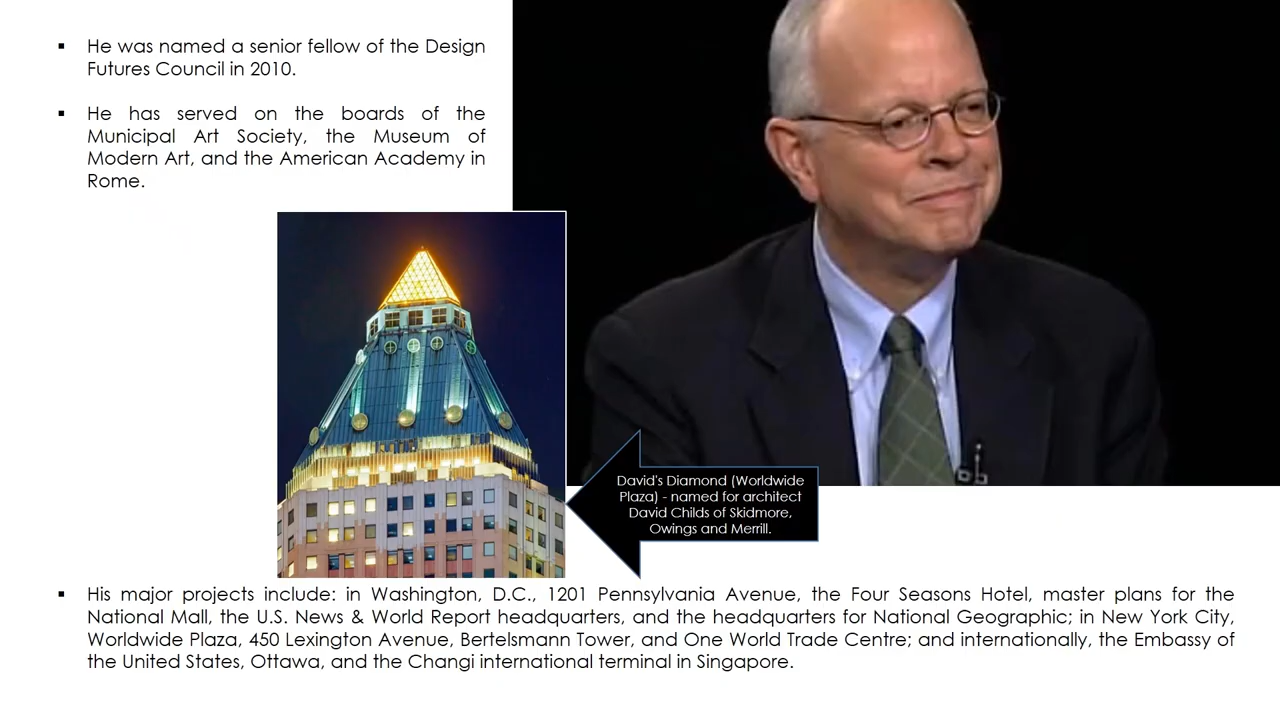 ▪ He was named a senior fellow of the Design
Futures Council in 2010.
▪ He has served on the boards of the
Municipal Art Society, the Museum of
Modern Art, and the American Academy in
Rome.
David's Diamond (Worldwide
Plaza) - named for architect
David Childs of Skidmore,
Owings and Merrill.
▪ His major projects include: in Washington, D.C., 1201 Pennsylvania Avenue, the Four Seasons Hotel, master plans for the
National Mall, the U.S. News & World Report headquarters, and the headquarters for National Geographic; in New York City,
Worldwide Plaza, 450 Lexington Avenue, Bertelsmann Tower, and One World Trade Centre; and internationally, the Embassy of
the United States, Ottawa, and the Changi international terminal in Singapore.